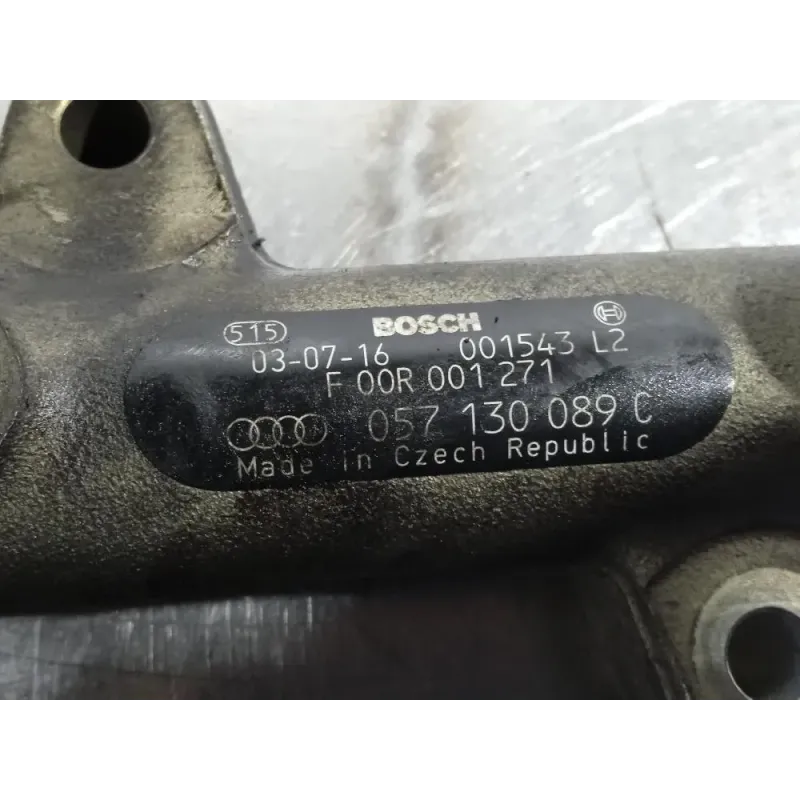 515 BOSCH
03-07-16 001543 L2
F 00R 001 271
057 130 089 C
Made in Czech Republic